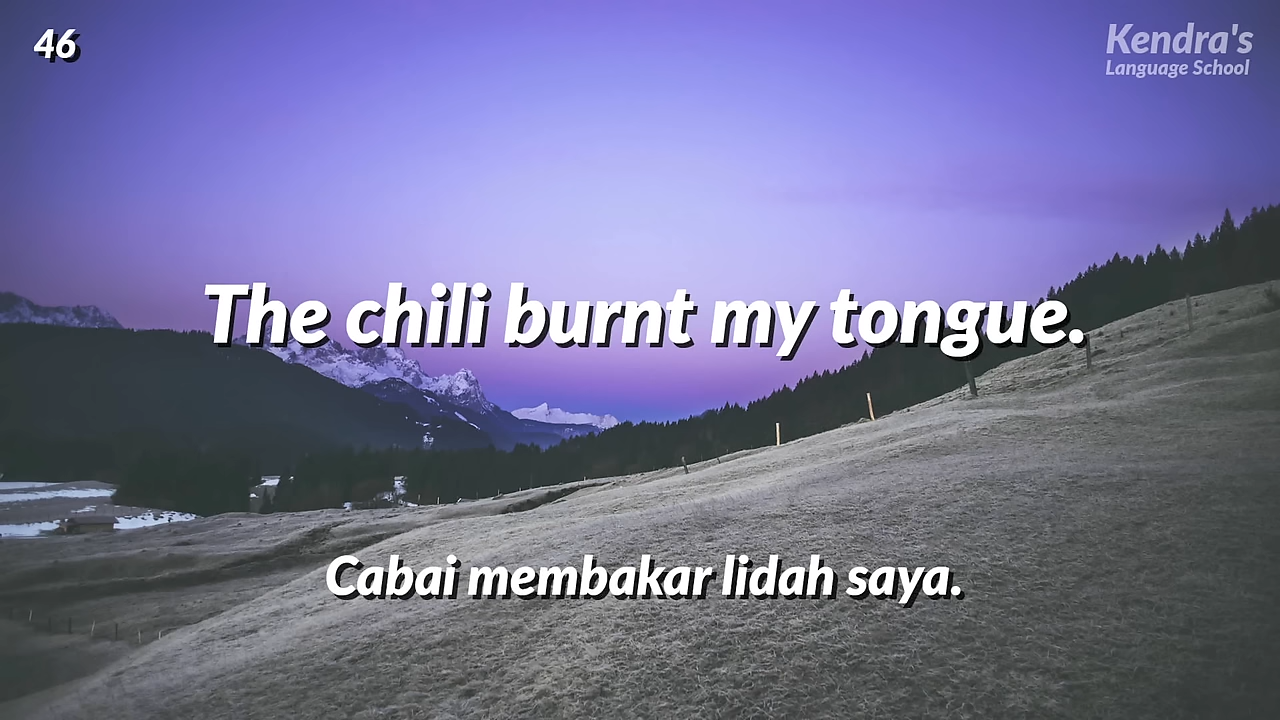 46
Kendra's
Language School
The chili burnt my tongue.
Cabai membakar lidah saya.